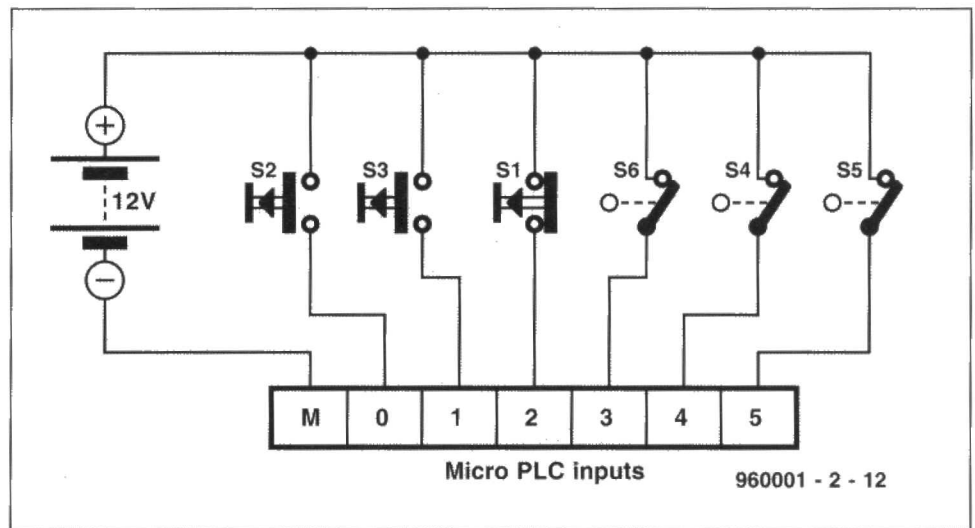 +
12V
−
S2
S3
S1
S6
S4
S5
M 0 1 2 3 4 5
Micro PLC inputs
960001 - 2 - 12